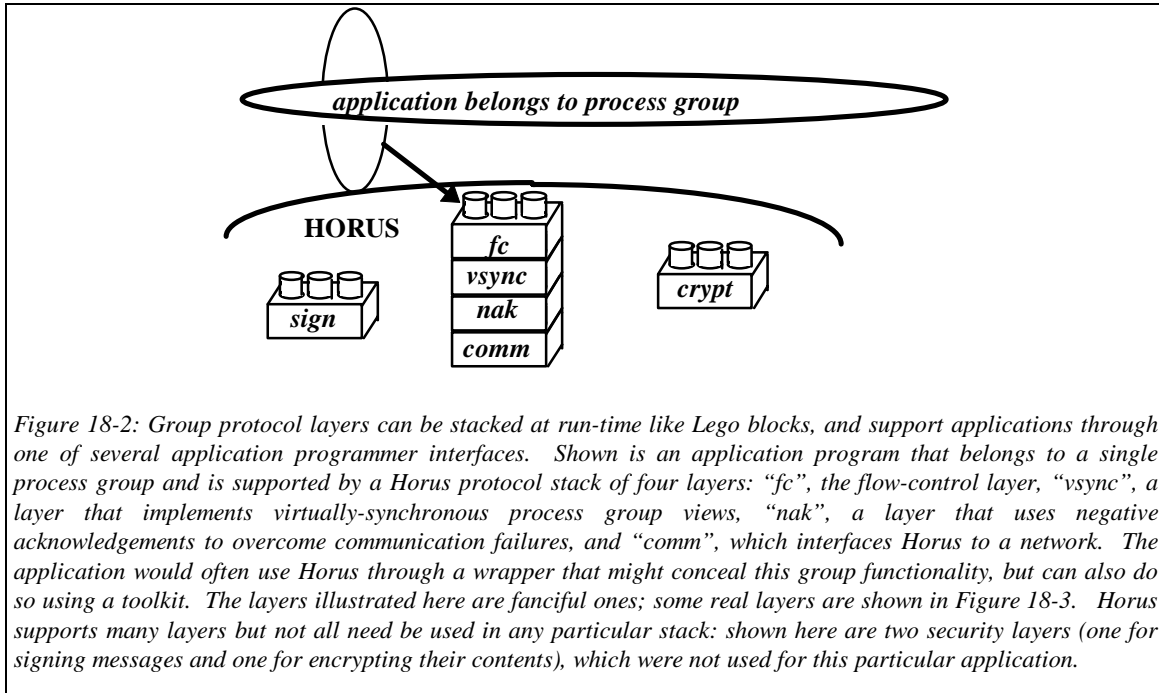 application belongs to process group
HORUS
fc
vsync
nak
comm
sign
crypt
Figure 18-2: Group protocol layers can be stacked at run-time like Lego blocks, and support applications through
one of several application programmer interfaces. Shown is an application program that belongs to a single
process group and is supported by a Horus protocol stack of four layers: “fc”, the flow-control layer, “vsync”, a
layer that implements virtually-synchronous process group views, “nak”, a layer that uses negative
acknowledgements to overcome communication failures, and “comm”, which interfaces Horus to a network. The
application would often use Horus through a wrapper that might conceal this group functionality, but can also do
so using a toolkit. The layers illustrated here are fanciful ones; some real layers are shown in Figure 18-3. Horus
supports many layers but not all need be used in any particular stack: shown here are two security layers (one for
signing messages and one for encrypting their contents), which were not used for this particular application.